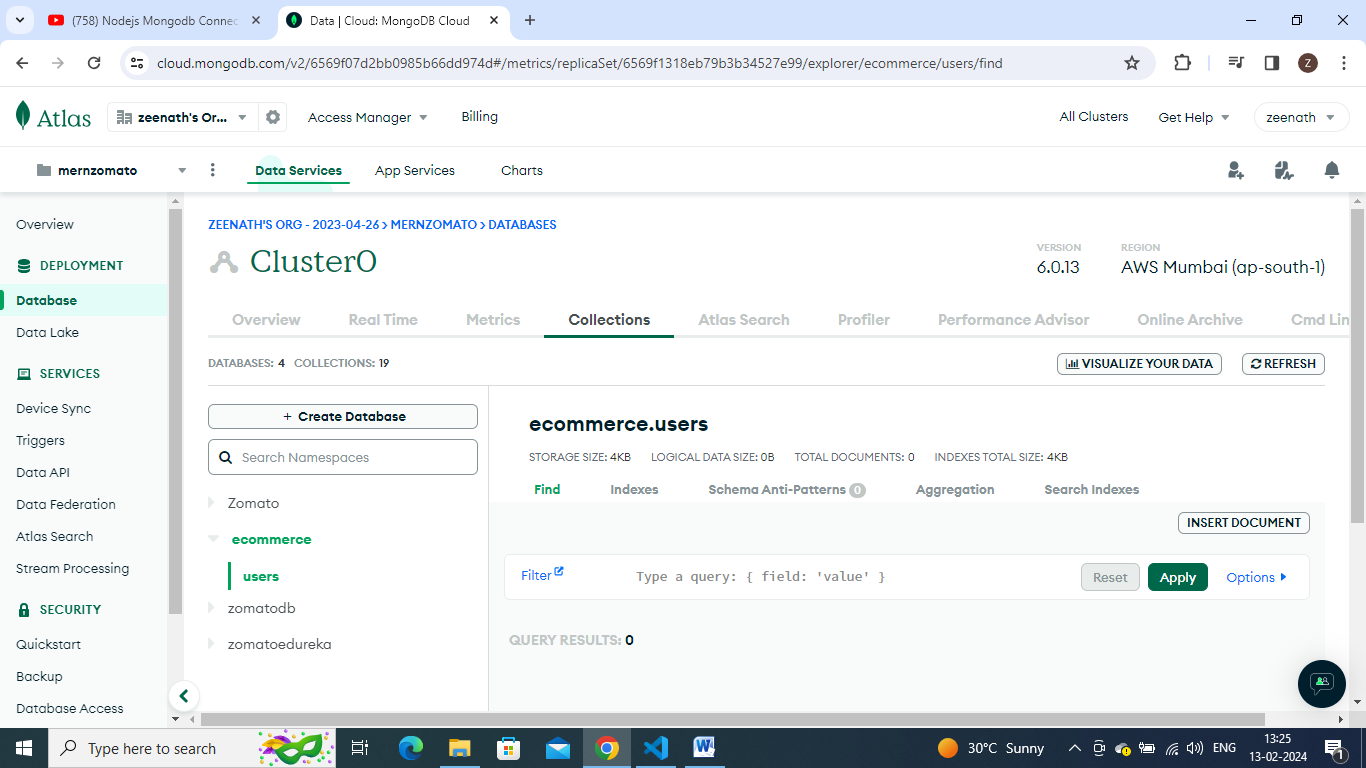 (758) Nodejs Mongodb Connec
Data | Cloud: MongoDB Cloud
cloud.mongodb.com/v2/6569f07d2bb0985b66dd974d#/metrics/replicaSet/6569f1318eb79b3b34527e99/explorer/ecommerce/users/find
Z
Atlas
zeenath's Or...
Access Manager
Billing
All Clusters
Get Help
zeenath
mernzomato
Data Services
App Services
Charts
Overview
DEPLOYMENT
Database
Data Lake
SERVICES
Device Sync
Triggers
Data API
Data Federation
Atlas Search
Stream Processing
SECURITY
Quickstart
Backup
Database Access
ZEENATH'S ORG - 2023-04-26 > MERNZOMATO > DATABASES
Cluster0
VERSION
6.0.13
REGION
AWS Mumbai (ap-south-1)
Overview
Real Time
Metrics
Collections
Atlas Search
Profiler
Performance Advisor
Online Archive
Cmd Lin
DATABASES: 4 COLLECTIONS: 19
VISUALIZE YOUR DATA
REFRESH
+ Create Database
Search Namespaces
Zomato
ecommerce
users
zomatodb
zomatoedureka
ecommerce.users
STORAGE SIZE: 4KB LOGICAL DATA SIZE: 0B TOTAL DOCUMENTS: 0 INDEXES TOTAL SIZE: 4KB
Find
Indexes
Schema Anti-Patterns 0
Aggregation
Search Indexes
INSERT DOCUMENT
Filter
Type a query: { field: 'value' }
Reset
Apply
Options
QUERY RESULTS: 0
Type here to search
30°C Sunny
ENG
13:25
13-02-2024
1